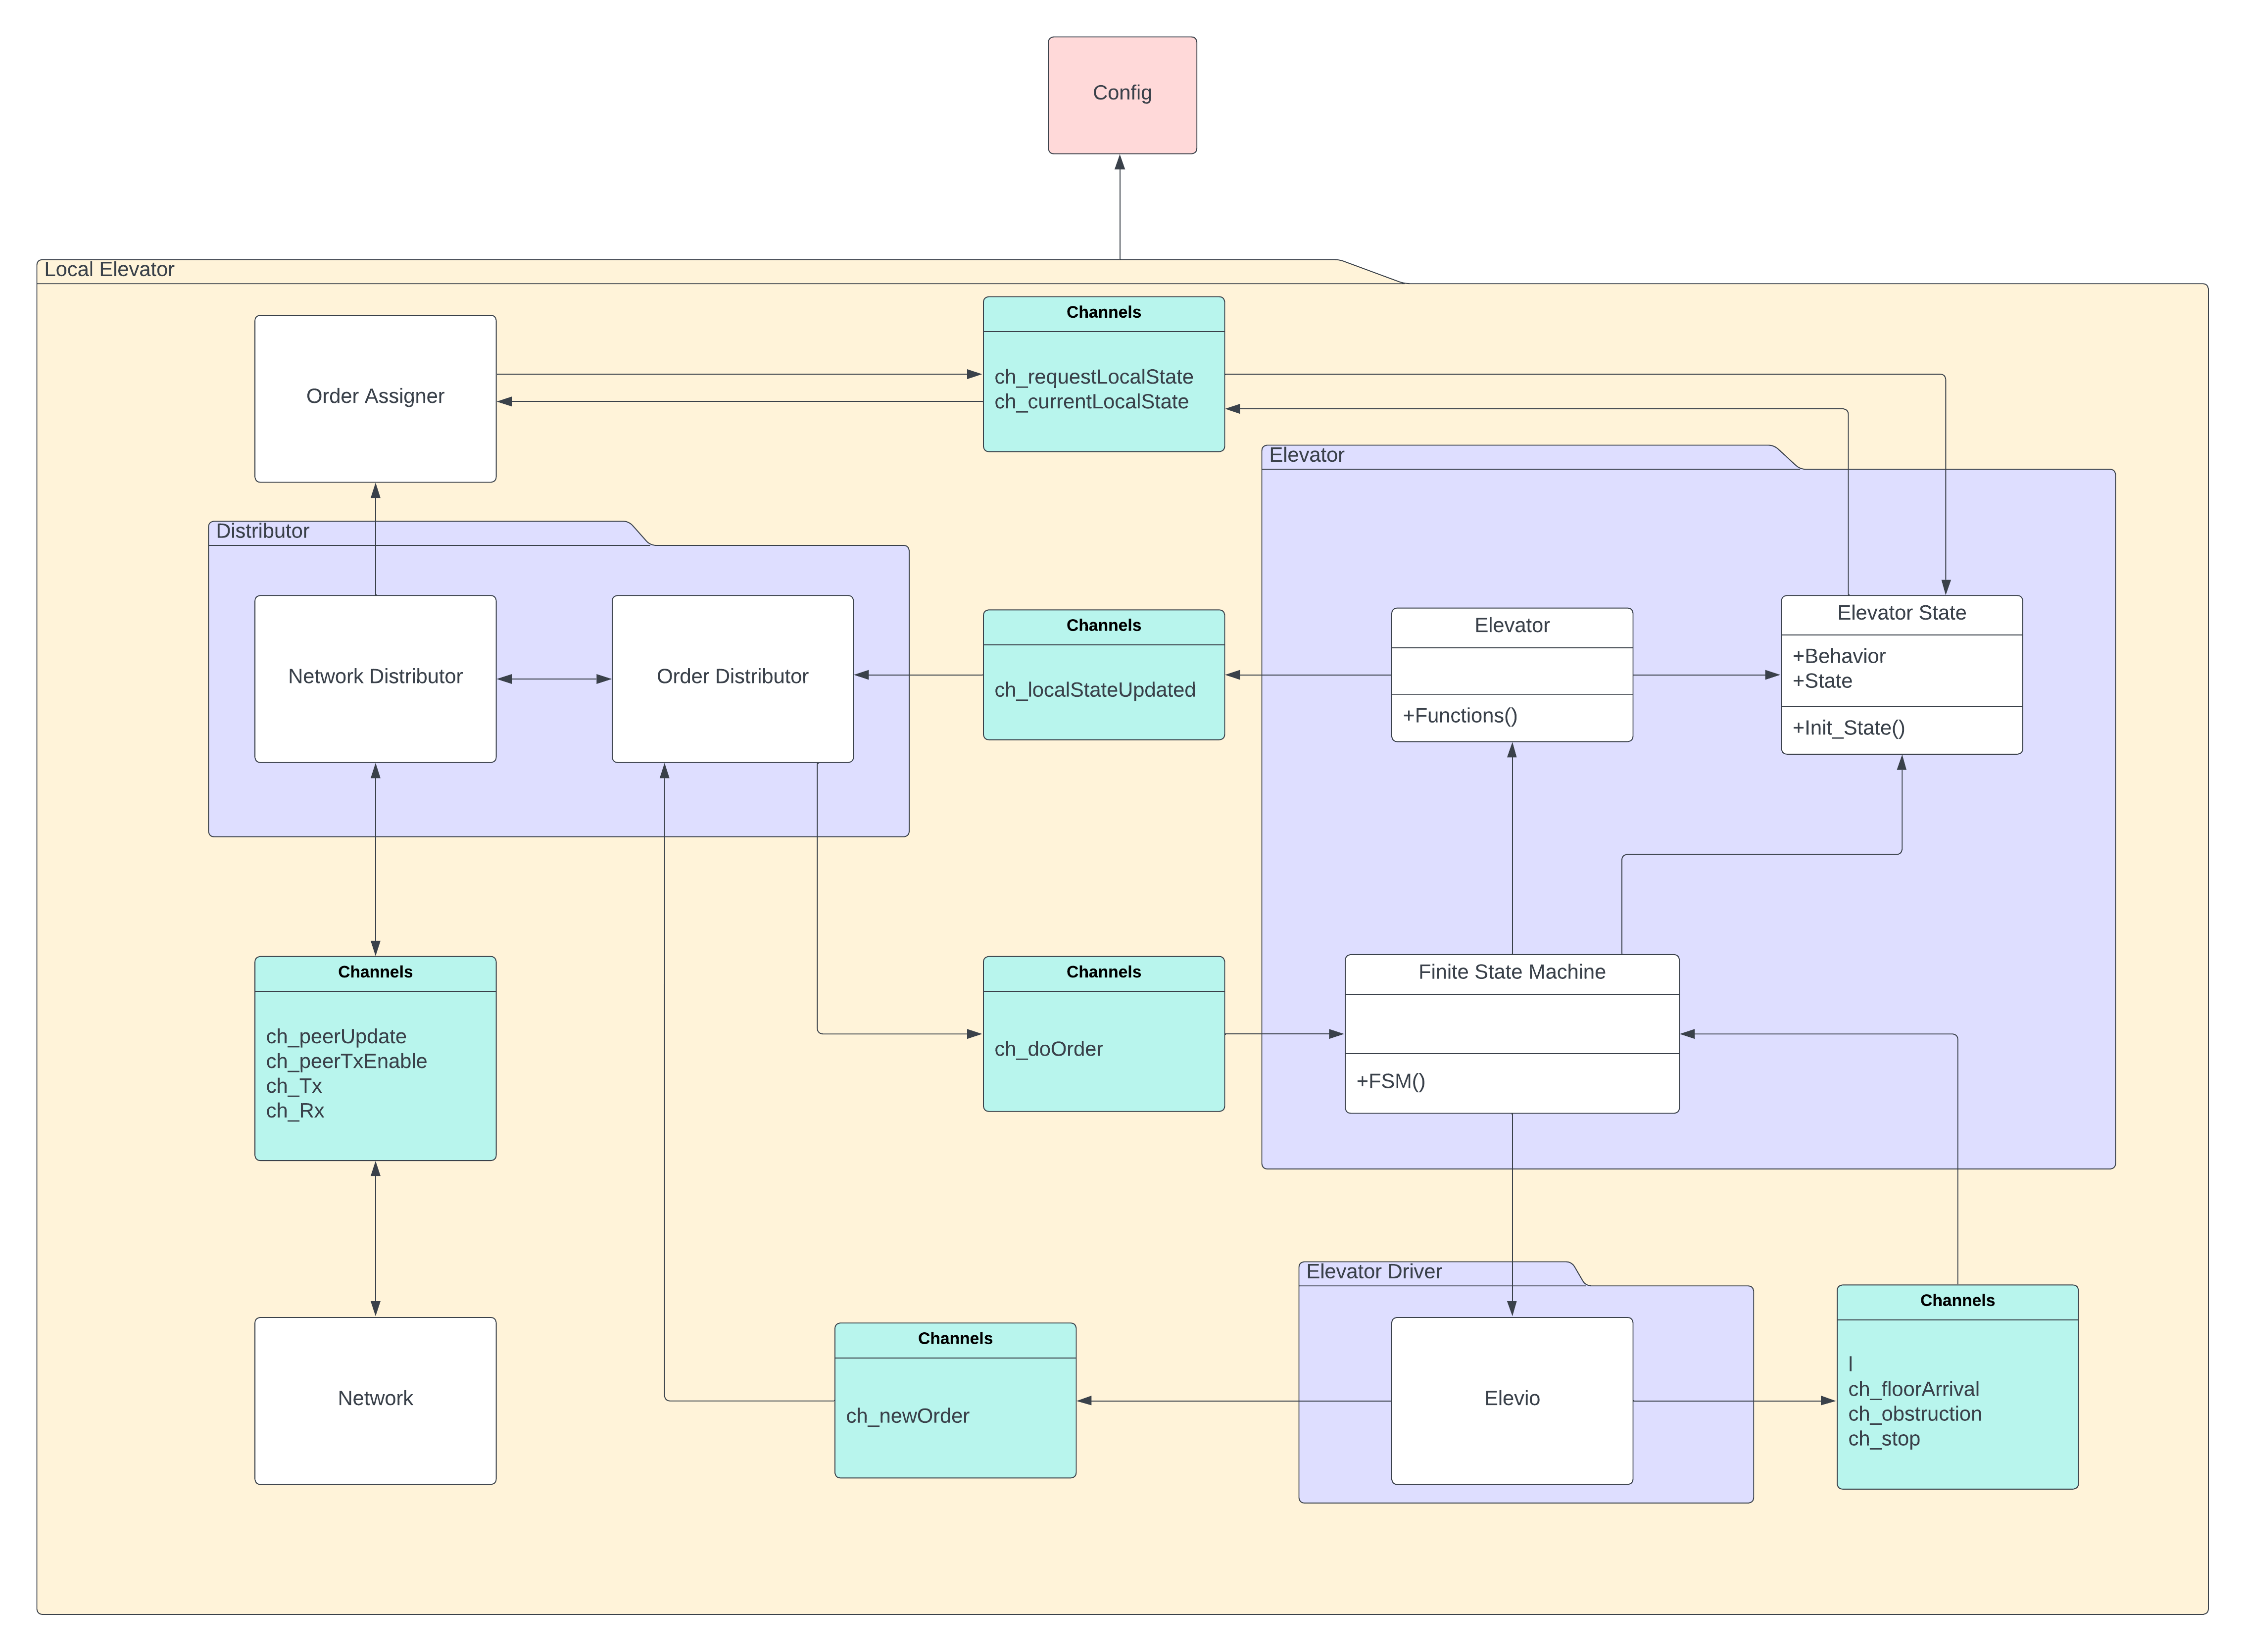 Config
Local Elevator
Channels
ch_requestLocalState
ch_currentLocalState
Order Assigner
Elevator
Distributor
Network Distributor
Order Distributor
Channels
ch_localStateUpdated
Elevator
+Functions()
Elevator State
+Behavior
+State
+Init_State()
Channels
ch_peerUpdate
ch_peerTxEnable
ch_Tx
ch_Rx
Channels
ch_doOrder
Finite State Machine
+FSM()
Elevator Driver
Network
Channels
ch_newOrder
Elevio
Channels
l
ch_floorArrival
ch_obstruction
ch_stop